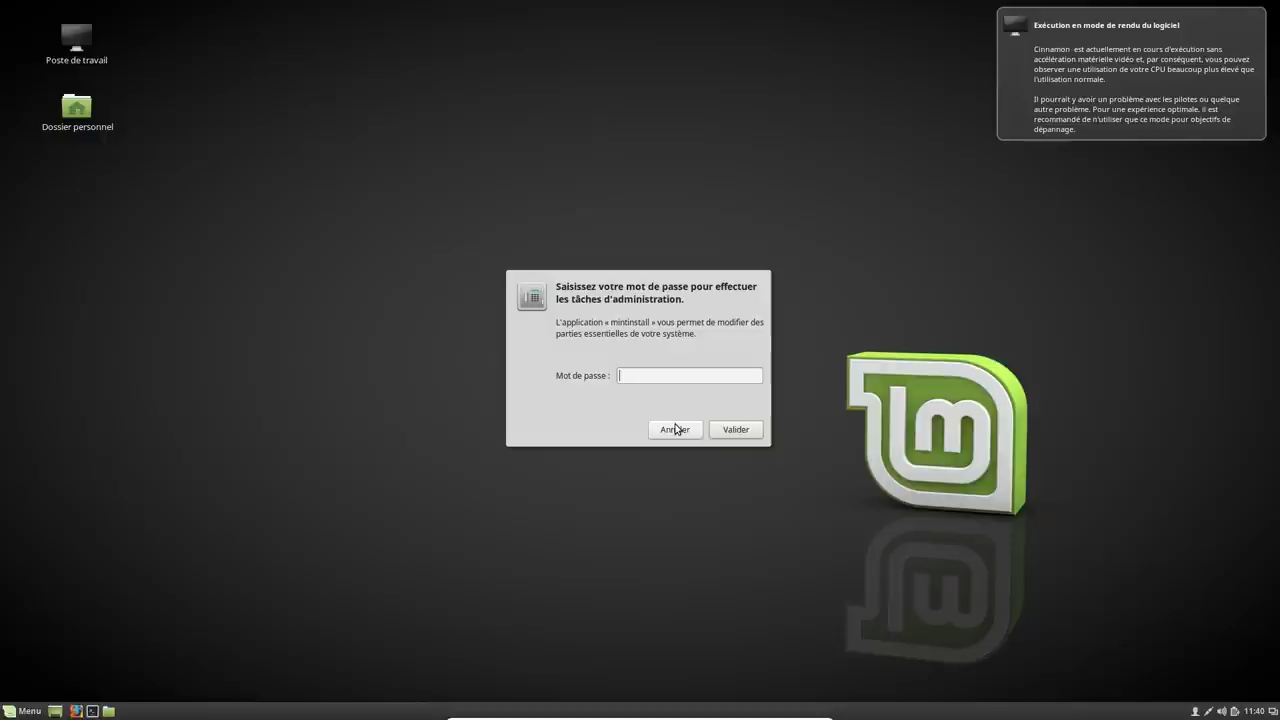 Poste de travail
Dossier personnel
Exécution en mode de rendu du logiciel
Cinnamon est actuellement en cours d'exécution sans
accélération matérielle vidéo et, par conséquent, vous pouvez
observer une utilisation de votre CPU beaucoup plus élevé que
l'utilisation normale.
Il pourrait y avoir un problème avec les pilotes ou quelque
autre problème. Pour une expérience optimale, il est
recommandé de n'utiliser que ce mode pour objectifs de
dépannage.
Saisissez votre mot de passe pour effectuer
les tâches d'administration.
L'application « mintinstall » vous permet de modifier des
parties essentielles de votre système.
Mot de passe :
Annuler
Valider
Menu
11:40